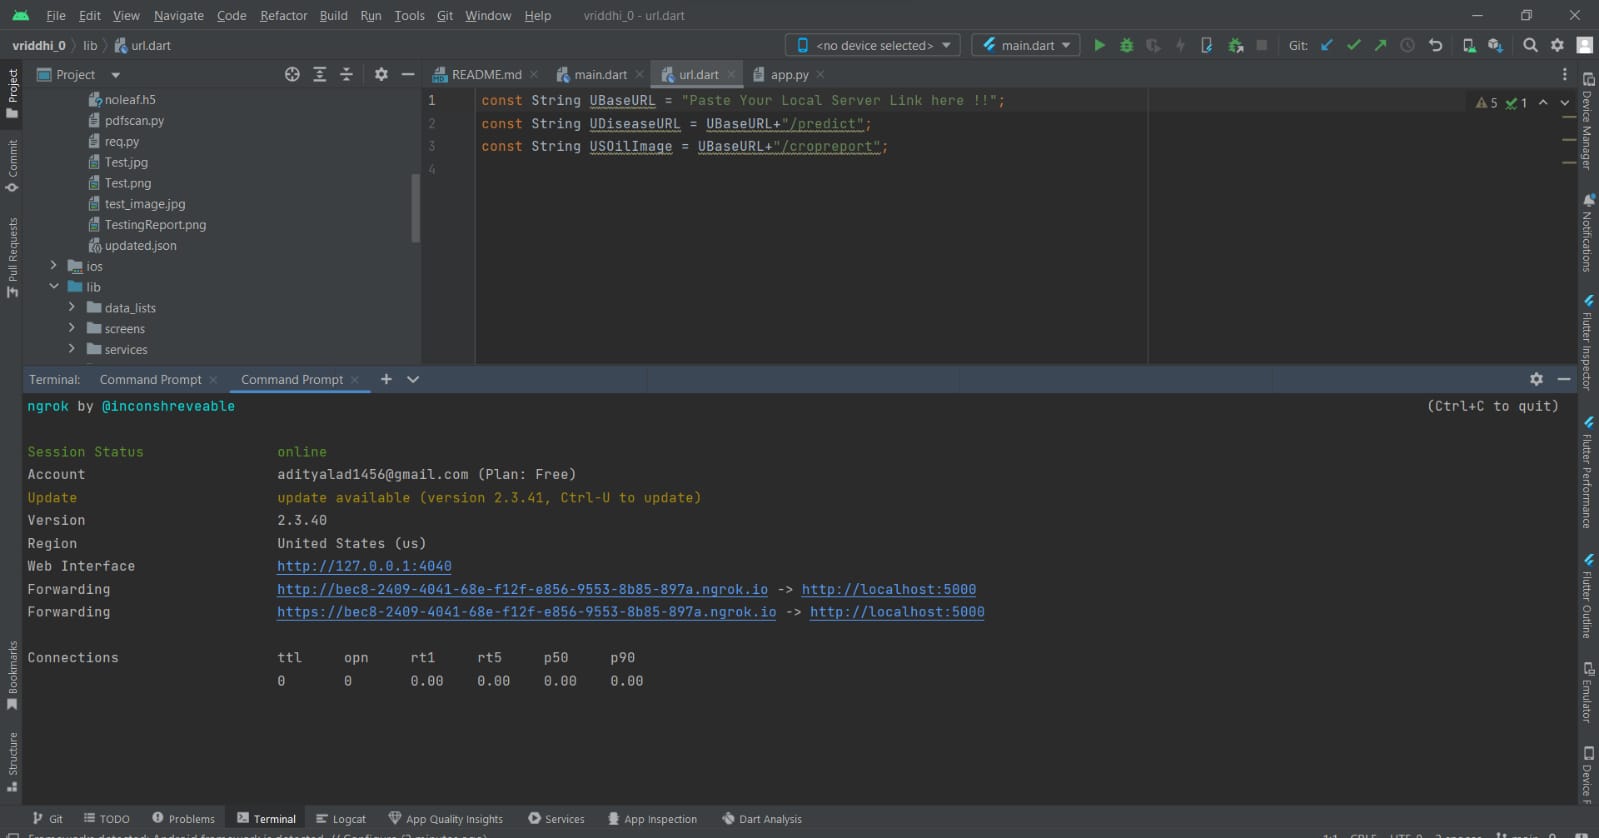 File Edit View Navigate Code Refactor Build Run Tools Git Window Help vriddhi_0 - url.dart
vriddhi_0 lib url.dart <no device selected> main.dart Git:
Project README.md main.dart url.dart app.py
Project
Commit
Pull Requests
Bookmarks
Structure
noleaf.h5
pdfscan.py
req.py
Test.jpg
Test.png
test_image.jpg
TestingReport.png
updated.json
ios
lib
data_lists
screens
services
1 const String UBaseURL = "Paste Your Local Server Link here !!"; 5 1
2 const String UDiseaseURL = UBaseURL+"/predict";
3 const String USOilImage = UBaseURL+"/cropreport";
4
Device Manager
Notifications
Flutter Inspector
Flutter Performance
Flutter Outline
Emulator
Terminal: Command Prompt Command Prompt
ngrok by @inconshreveable (Ctrl+C to quit)
Session Status online
Account adityalad1456@gmail.com (Plan: Free)
Update update available (version 2.3.41, Ctrl-U to update)
Version 2.3.40
Region United States (us)
Web Interface http://127.0.0.1:4040
Forwarding http://bec8-2409-4041-68e-f12f-e856-9553-8b85-897a.ngrok.io -> http://localhost:5000
Forwarding https://bec8-2409-4041-68e-f12f-e856-9553-8b85-897a.ngrok.io -> http://localhost:5000
Connections ttl opn rt1 rt5 p50 p90
0 0 0.00 0.00 0.00 0.00
Git TODO Problems Terminal Logcat App Quality Insights Services App Inspection Dart Analysis